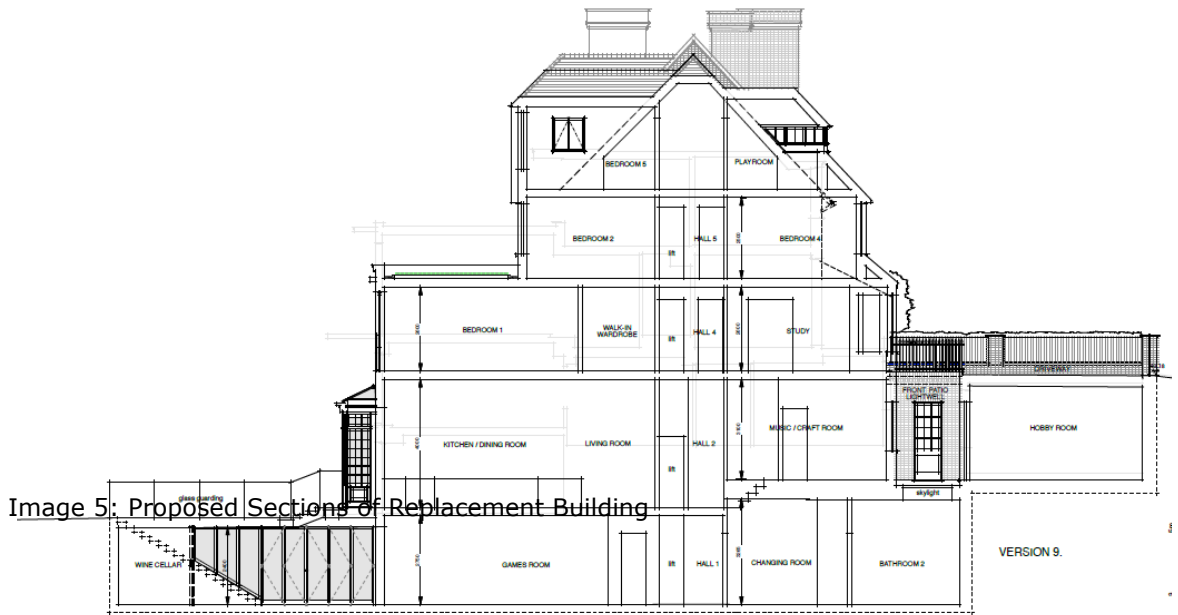 BEDROOM 5
PLAYROOM
BEDROOM 2
lift
HALL 5
BEDROOM 4
BEDROOM 1
WALK-IN
WARDROBE
lift
HALL 4
STUDY
DRIVEWAY
FRONT PATIO
LIGHTWELL
KITCHEN / DINING ROOM
LIVING ROOM
lift
HALL 2
MUSIC / CRAFT ROOM
HOBBY ROOM
skylight
glass guarding
Image 5: Proposed Sections of Replacement Building
WINE CELLAR
GAMES ROOM
lift
HALL 1
CHANGING ROOM
BATHROOM 2
VERSION 9.